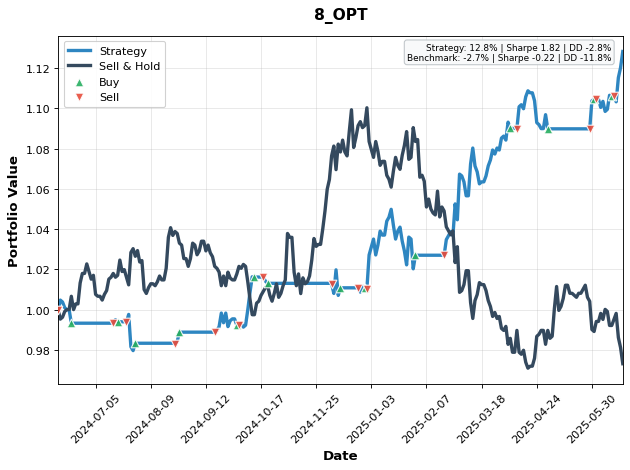 8_OPT
Strategy: 12.8% | Sharpe 1.82 | DD -2.8%
Benchmark: -2.7% | Sharpe -0.22 | DD -11.8%
Strategy
Sell & Hold
Buy
Sell
Portfolio Value
1.12
1.10
1.08
1.06
1.04
1.02
1.00
0.98
2024-07-05
2024-08-09
2024-09-12
2024-10-17
2024-11-25
2025-01-03
2025-02-07
2025-03-18
2025-04-24
2025-05-30
Date